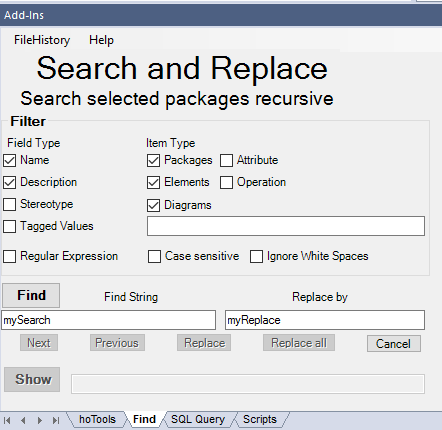 Add-Ins
FileHistory Help
Search and Replace
Search selected packages recursive
Filter
Field Type Item Type
Name Packages Attribute
Description Elements Operation
Stereotype Diagrams
Tagged Values
Regular Expression Case sensitive Ignore White Spaces
Find Find String Replace by
mySearch myReplace
Next Previous Replace Replace all Cancel
Show
hoTools Find SQL Query Scripts